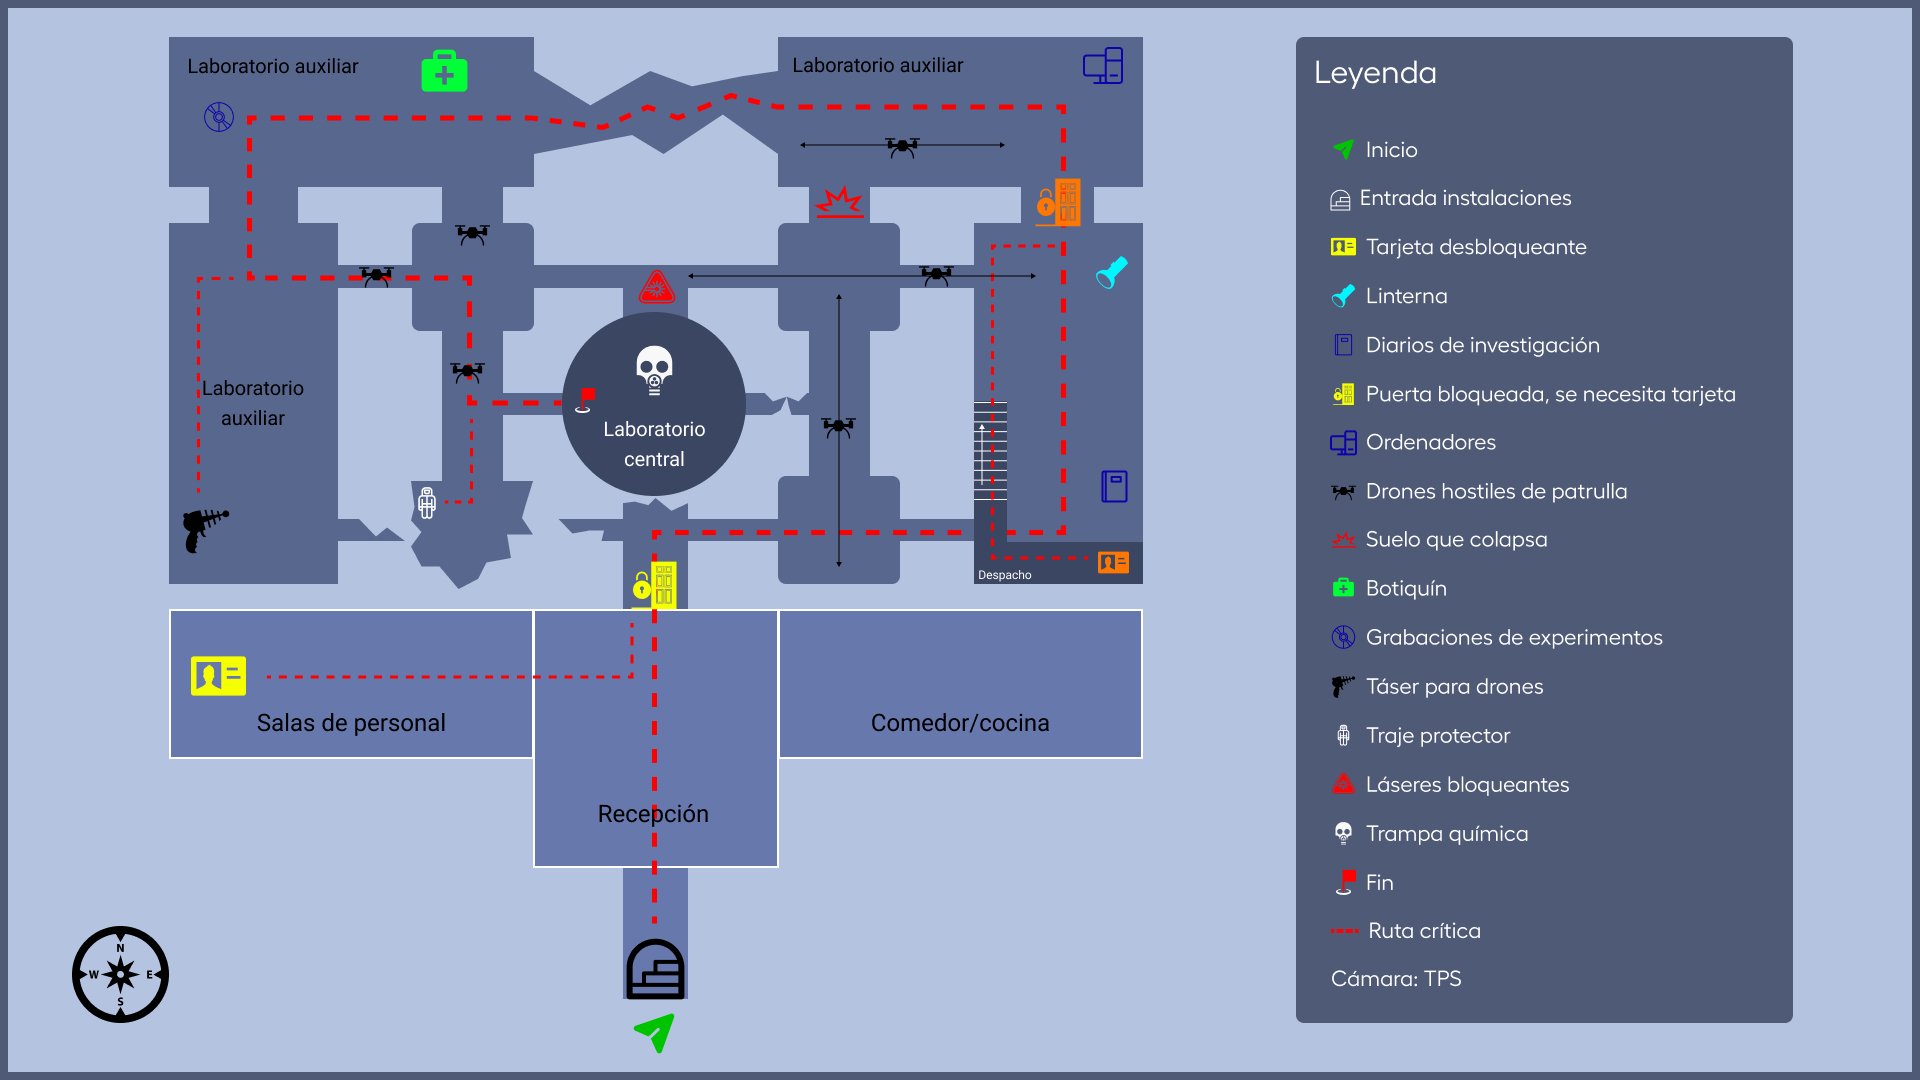 Laboratorio auxiliar
Laboratorio auxiliar
Laboratorio
auxiliar
Laboratorio
central
Despacho
Salas de personal
Comedor/cocina
Recepción
N
W
E
S
Leyenda
Inicio
Entrada instalaciones
Tarjeta desbloqueante
Linterna
Diarios de investigación
Puerta bloqueada, se necesita tarjeta
Ordenadores
Drones hostiles de patrulla
Suelo que colapsa
Botiquín
Grabaciones de experimentos
Táser para drones
Traje protector
Láseres bloqueantes
Trampa química
Fin
Ruta crítica
Cámara: TPS